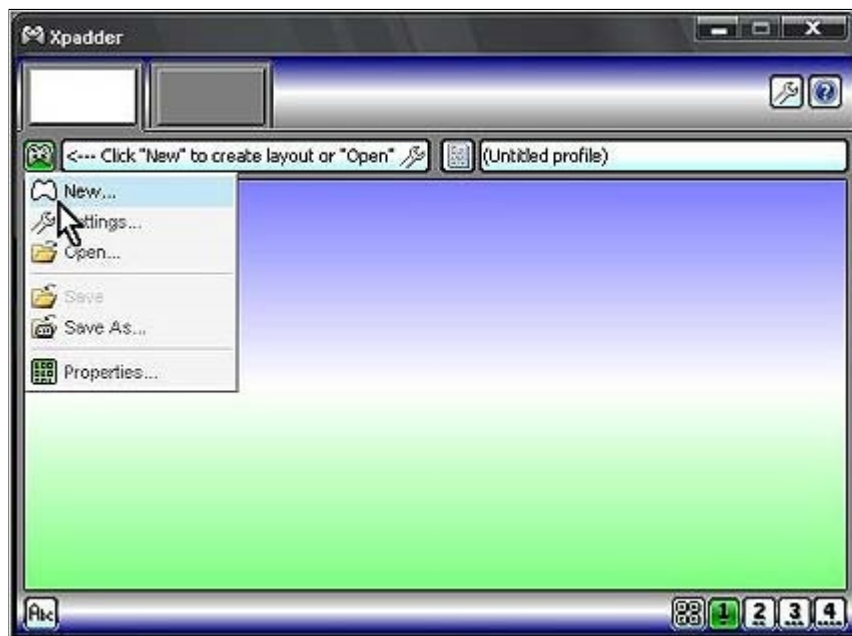 Xpadder
<--- Click "New" to create layout or "Open"
(Untitled profile)
New...
ttings...
Open...
Save
Save As...
Properties...
Abc
1 2 3 4